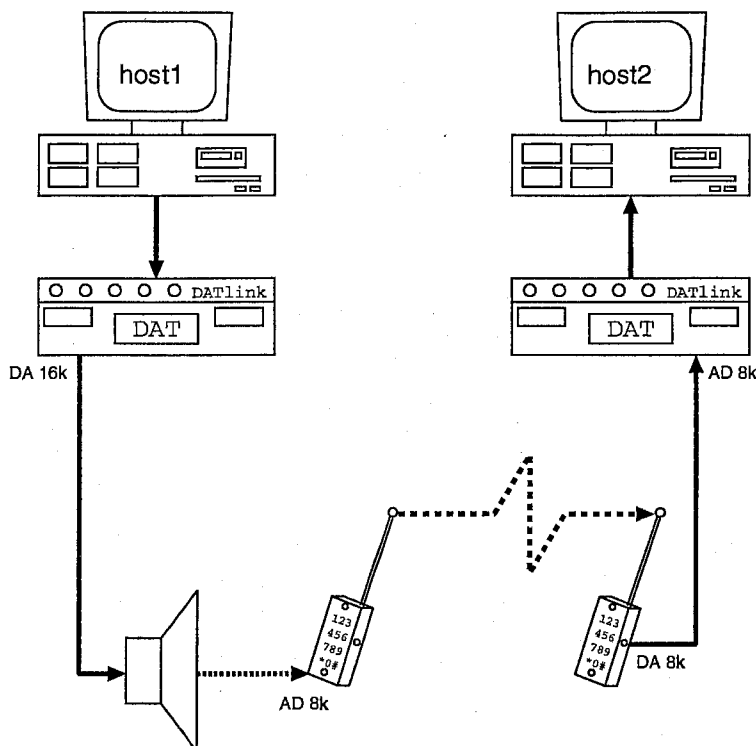 host1
host2
DATlink
DATlink
DAT
DAT
DA 16k
AD 8k
123
456
789
*0#
123
456
789
*0#
DA 8k
AD 8k